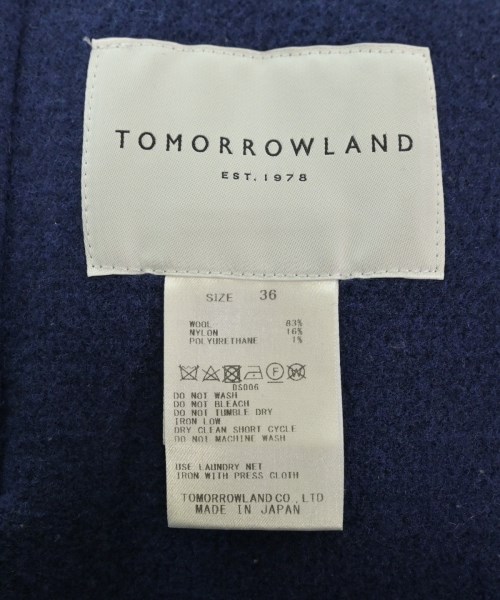 TOMORROWLAND
EST. 1978
SIZE 36
WOOL 83%
NYLON 16%
POLYURETHANE 1%
DS006
DO NOT WASH
DO NOT BLEACH
DO NOT TUMBLE DRY
IRON LOW
DRY CLEAN SHORT CYCLE
DO NOT MACHINE WASH
USE LAUNDRY NET
IRON WITH PRESS CLOTH
TOMORROWLAND CO., LTD
MADE IN JAPAN